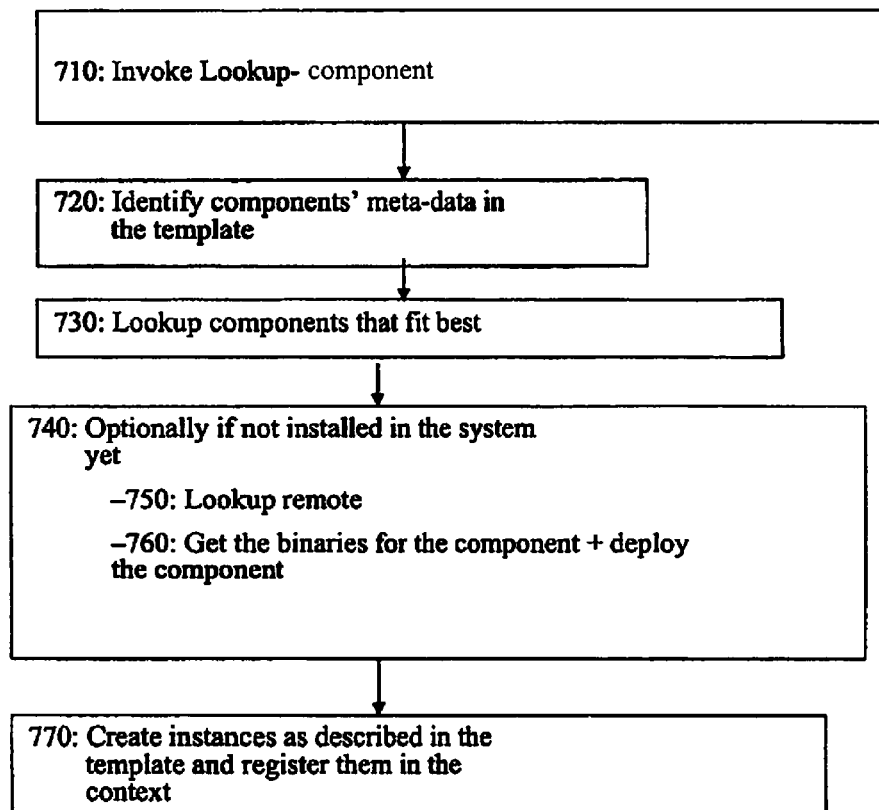 710: Invoke Lookup- component
720: Identify components' meta-data in
the template
730: Lookup components that fit best
740: Optionally if not installed in the system
yet
–750: Lookup remote
–760: Get the binaries for the component + deploy
the component
770: Create instances as described in the
template and register them in the
context